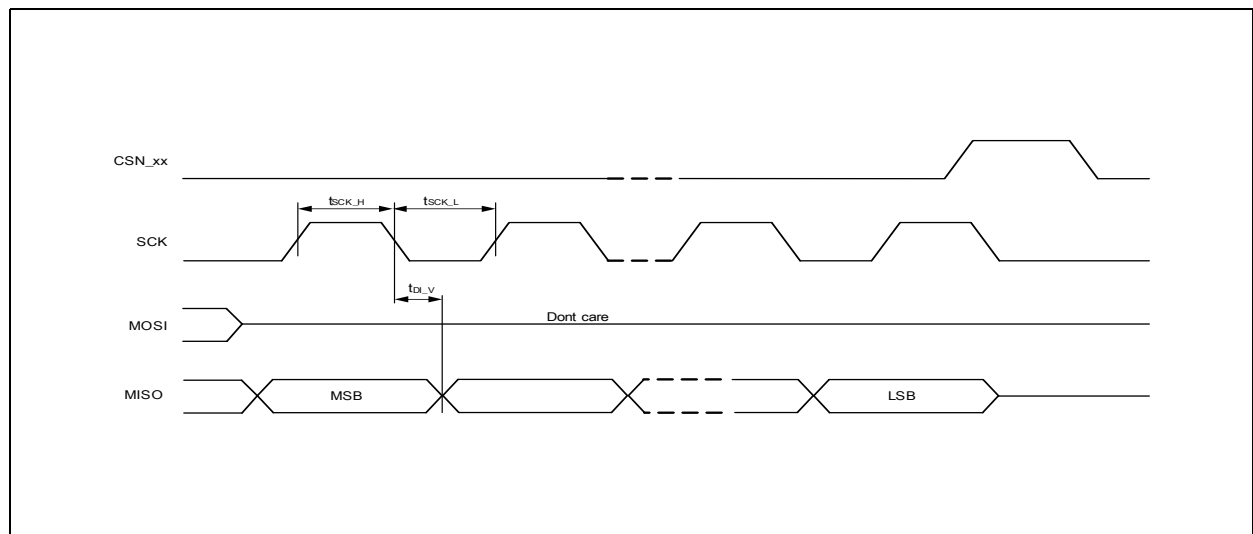 CSN_xx
tSCK_H
tSCK_L
SCK
tDI_V
MOSI
Dont care
MISO
MSB
LSB